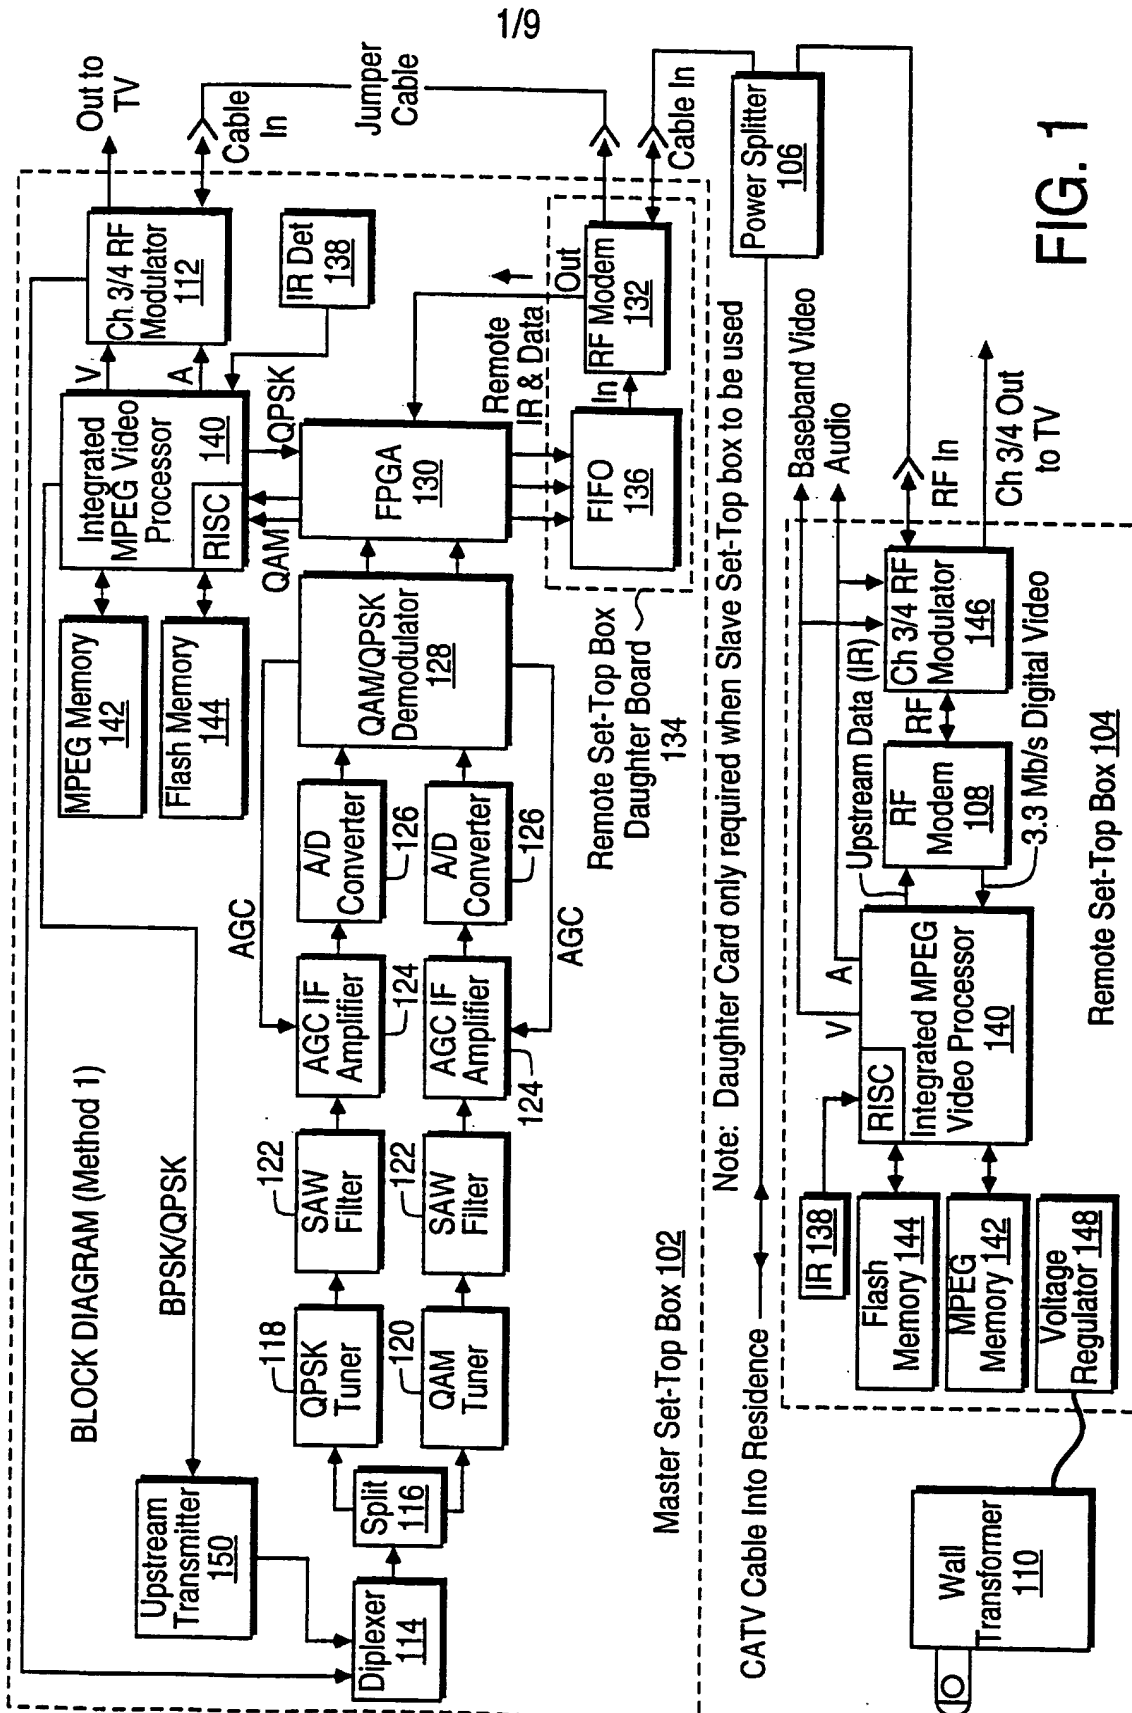 1/9
BLOCK DIAGRAM (Method 1)
Out to
TV
Cable
In
Jumper
Cable
Cable In
Ch 3/4 RF
Modulator
112
V
A
IR Det
138
Integrated
MPEG Video
Processor
140
RISC
MPEG Memory
142
Flash Memory
144
QPSK
QAM
FPGA
130
Remote
IR & Data
Out
RF Modem
132
In
FIFO
136
BPSK/QPSK
QAM/QPSK
Demodulator
128
AGC
AGC
A/D
Converter
126
A/D
Converter
126
AGC IF
Amplifier
124
AGC IF
Amplifier
124
SAW
Filter
122
SAW
Filter
122
QPSK
Tuner
118
QAM
Tuner
120
Split
116
Upstream
Transmitter
150
Diplexer
114
Remote Set-Top Box
Daughter Board
134
Master Set-Top Box 102
Note: Daughter Card only required when Slave Set-Top box to be used
CATV Cable Into Residence
Power Splitter
106
Baseband Video
Audio
RF In
Ch 3/4 Out
to TV
Ch 3/4 RF
Modulator
146
RF
RF
Modem
108
Upstream Data (IR)
3.3 Mb/s Digital Video
V
A
RISC
Integrated MPEG
Video Processor
140
IR 138
Flash
Memory 144
MPEG
Memory 142
Voltage
Regulator 148
Remote Set-Top Box 104
Wall
Transformer
110
FIG. 1